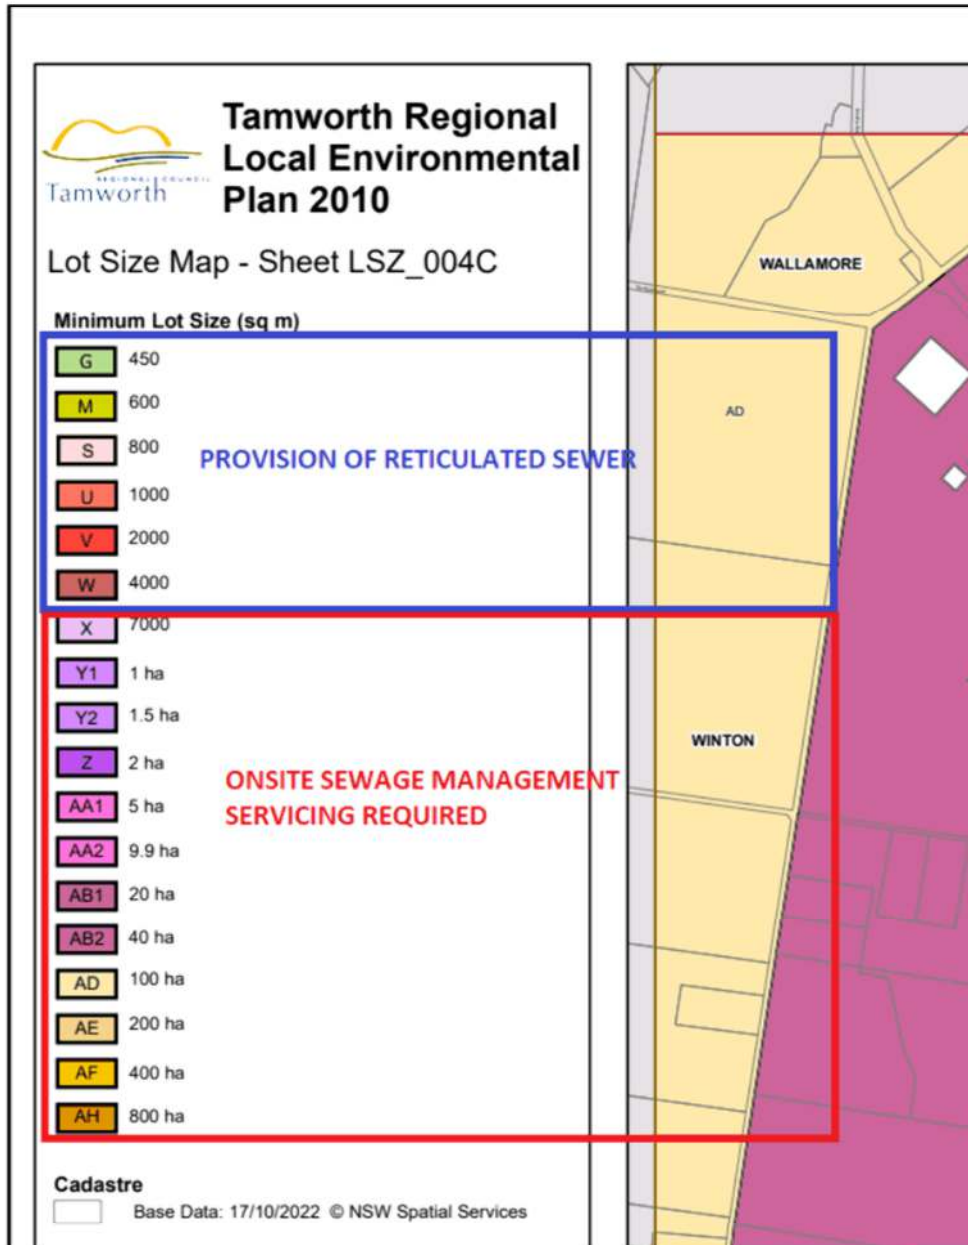 Tamworth Regional
Local Environmental
Plan 2010
REGIONAL COUNCIL
Tamworth
Lot Size Map - Sheet LSZ_004C
Minimum Lot Size (sq m)
G 450
M 600
S 800
U 1000
V 2000
W 4000
PROVISION OF RETICULATED SEWER
X 7000
Y1 1 ha
Y2 1.5 ha
Z 2 ha
AA1 5 ha
AA2 9.9 ha
AB1 20 ha
AB2 40 ha
AD 100 ha
AE 200 ha
AF 400 ha
AH 800 ha
ONSITE SEWAGE MANAGEMENT
SERVICING REQUIRED
Cadastre
Base Data: 17/10/2022 © NSW Spatial Services
WALLAMORE
AD
WINTON